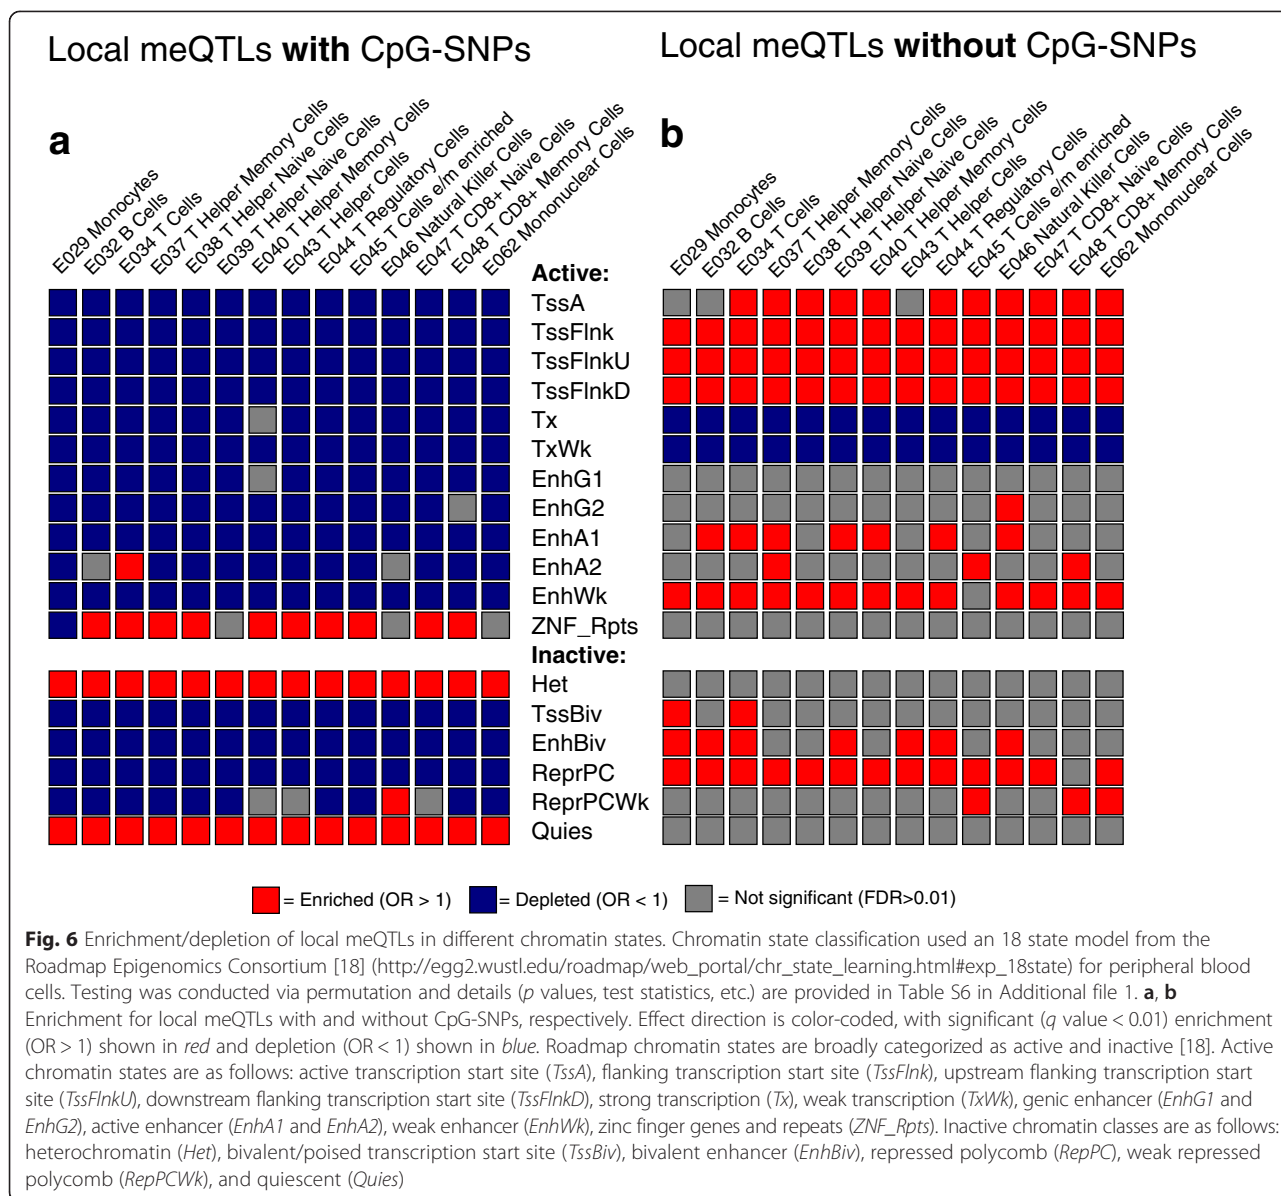 Local meQTLs with CpG-SNPs
Local meQTLs without CpG-SNPs
a
E029 Monocytes
E032 B Cells
E034 T Cells
E037 T Helper Memory Cells
E038 T Helper Naive Cells
E039 T Helper Naive Cells
E040 T Helper Memory Cells
E043 T Helper Cells
E044 T Regulatory Cells
E045 T Cells e/m enriched
E046 Natural Killer Cells
E047 T CD8+ Naive Cells
E048 T CD8+ Memory Cells
E062 Mononuclear Cells
b
E029 Monocytes
E032 B Cells
E034 T Cells
E037 T Helper Memory Cells
E038 T Helper Naive Cells
E039 T Helper Naive Cells
E040 T Helper Memory Cells
E043 T Helper Cells
E044 T Regulatory Cells
E045 T Cells e/m enriched
E046 Natural Killer Cells
E047 T CD8+ Naive Cells
E048 T CD8+ Memory Cells
E062 Mononuclear Cells
Active:
TssA
TssFlnk
TssFlnkU
TssFlnkD
Tx
TxWk
EnhG1
EnhG2
EnhA1
EnhA2
EnhWk
ZNF_Rpts
Inactive:
Het
TssBiv
EnhBiv
ReprPC
ReprPCWk
Quies
= Enriched (OR > 1)
= Depleted (OR < 1)
= Not significant (FDR>0.01)
Fig. 6 Enrichment/depletion of local meQTLs in different chromatin states. Chromatin state classification used an 18 state model from the
Roadmap Epigenomics Consortium [18] (http://egg2.wustl.edu/roadmap/web_portal/chr_state_learning.html#exp_18state) for peripheral blood
cells. Testing was conducted via permutation and details (p values, test statistics, etc.) are provided in Table S6 in Additional file 1. a, b
Enrichment for local meQTLs with and without CpG-SNPs, respectively. Effect direction is color-coded, with significant (q value < 0.01) enrichment
(OR > 1) shown in red and depletion (OR < 1) shown in blue. Roadmap chromatin states are broadly categorized as active and inactive [18]. Active
chromatin states are as follows: active transcription start site (TssA), flanking transcription start site (TssFlnk), upstream flanking transcription start
site (TssFlnkU), downstream flanking transcription start site (TssFlnkD), strong transcription (Tx), weak transcription (TxWk), genic enhancer (EnhG1 and
EnhG2), active enhancer (EnhA1 and EnhA2), weak enhancer (EnhWk), zinc finger genes and repeats (ZNF_Rpts). Inactive chromatin classes are as follows:
heterochromatin (Het), bivalent/poised transcription start site (TssBiv), bivalent enhancer (EnhBiv), repressed polycomb (RepPC), weak repressed
polycomb (RepPCWk), and quiescent (Quies)